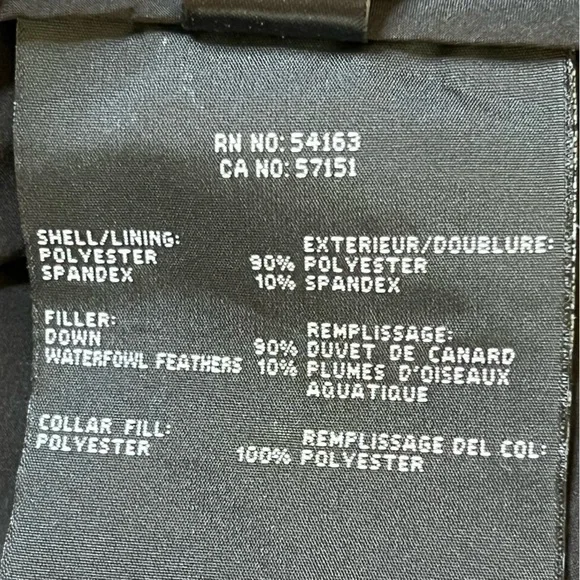 RN NO: 54163
CA NO: 57151
SHELL/LINING: EXTERIEUR/DOUBLURE:
POLYESTER 90% POLYESTER
SPANDEX 10% SPANDEX
FILLER: REMPLISSAGE:
DOWN 90% DUVET DE CANARD
WATERFOWL FEATHERS 10% PLUMES D'OISEAUX
AQUATIQUE
COLLAR FILL: REMPLISSAGE DEL COL:
POLYESTER 100% POLYESTER